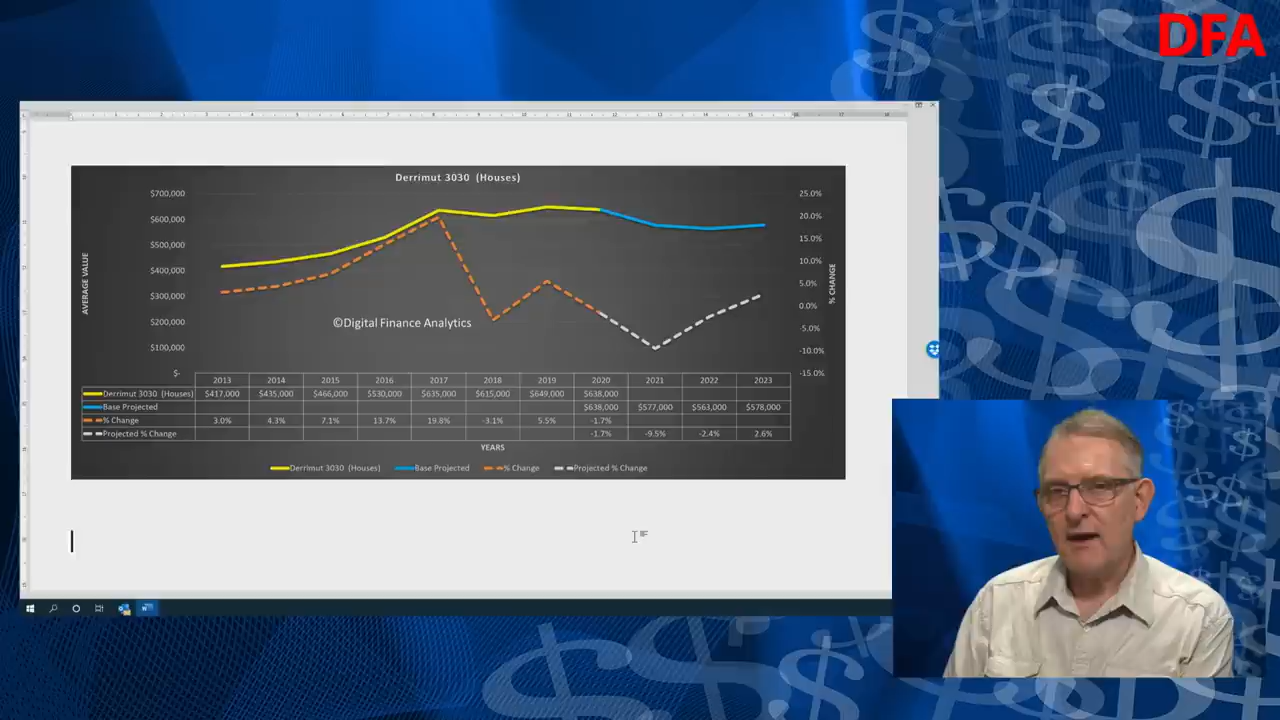 DFA
Derrimut 3030 (Houses)
$700,000
$600,000
$500,000
$400,000
$300,000
$200,000
$100,000
$-
AVERAGE VALUE
25.0%
20.0%
15.0%
10.0%
5.0%
0.0%
-5.0%
-10.0%
-15.0%
% CHANGE
©Digital Finance Analytics
2013 2014 2015 2016 2017 2018 2019 2020 2021 2022 2023
Derrimut 3030 (Houses) $417,000 $435,000 $466,000 $530,000 $635,000 $615,000 $649,000 $638,000
Base Projected $638,000 $577,000 $563,000 $578,000
% Change 3.0% 4.3% 7.1% 13.7% 19.8% -3.1% 5.5% -1.7%
Projected % Change -1.7% -9.5% -2.4% 2.6%
YEARS
Derrimut 3030 (Houses) Base Projected % Change Projected % Change